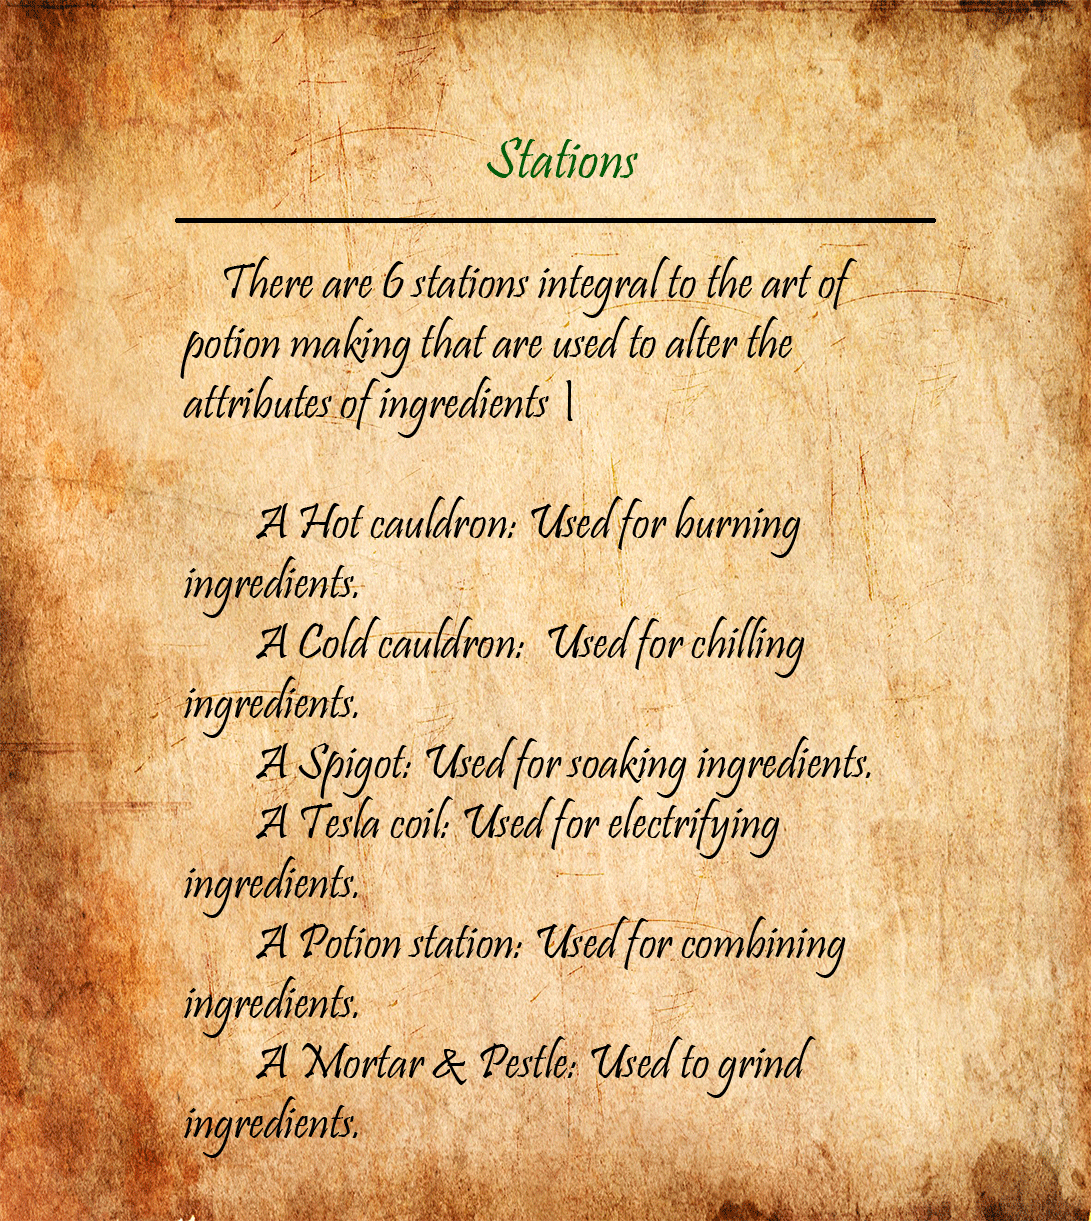 Stations
There are 6 stations integral to the art of
potion making that are used to alter the
attributes of ingredients |
A Hot cauldron: Used for burning
ingredients.
A Cold cauldron: Used for chilling
ingredients.
A Spigot: Used for soaking ingredients.
A Tesla coil: Used for electrifying
ingredients.
A Potion station: Used for combining
ingredients.
A Mortar & Pestle: Used to grind
ingredients.